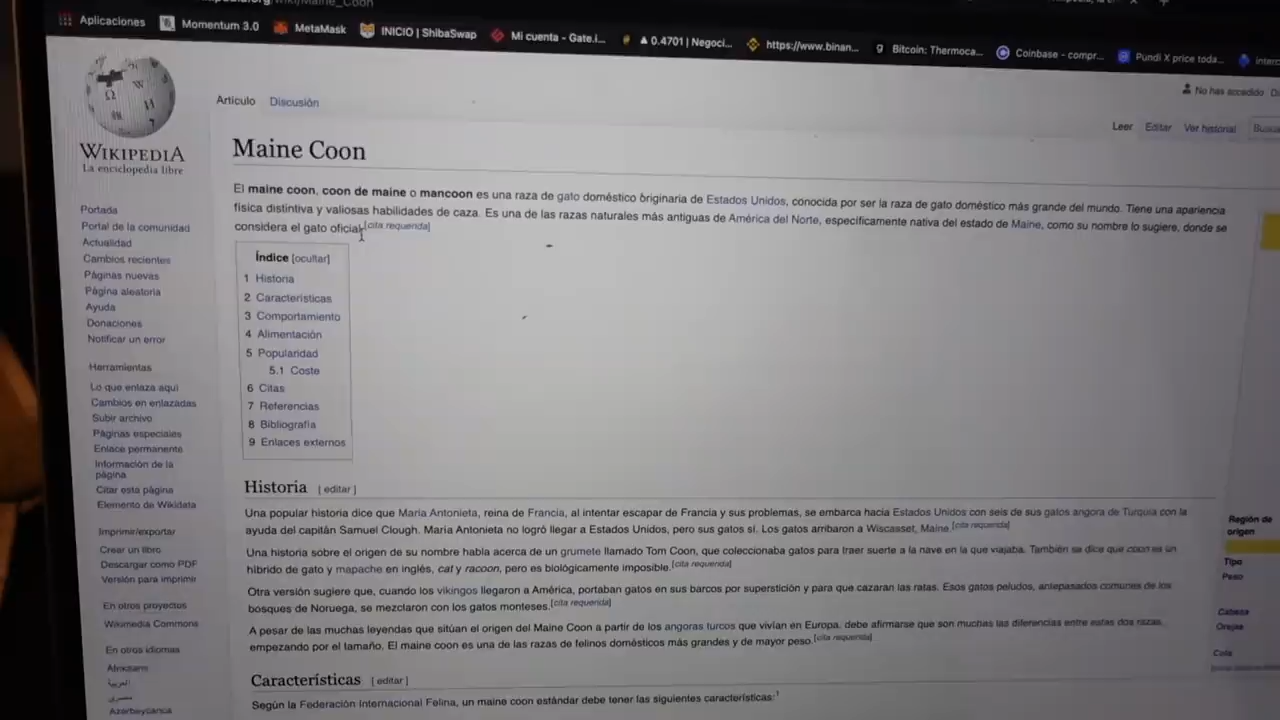 Maine_Coon
Aplicaciones
Momentum 3.0
MetaMask
INICIO | ShibaSwap
Mi cuenta - Gate.i...
▲ 0.4701 | Negoci...
https://www.binan...
Bitcoin: Thermoca...
Coinbase - compr...
Pundi X price toda...
WIKIPEDIA
La enciclopedia libre
No has accedido
Artículo
Discusión
Leer
Editar
Ver historial
Maine Coon
El maine coon, coon de maine o mancoon es una raza de gato doméstico originaria de Estados Unidos, conocida por ser la raza de gato doméstico más grande del mundo. Tiene una apariencia
física distintiva y valiosas habilidades de caza. Es una de las razas naturales más antiguas de América del Norte, específicamente nativa del estado de Maine, como su nombre lo sugiere, donde se
considera el gato oficial.[cita requerida]
Índice [ocultar]
1 Historia
2 Características
3 Comportamiento
4 Alimentación
5 Popularidad
5.1 Coste
6 Citas
7 Referencias
8 Bibliografía
9 Enlaces externos
Portada
Portal de la comunidad
Actualidad
Cambios recientes
Páginas nuevas
Página aleatoria
Ayuda
Donaciones
Notificar un error
Herramientas
Lo que enlaza aquí
Cambios en enlazadas
Subir archivo
Páginas especiales
Enlace permanente
Información de la
página
Citar esta página
Elemento de Wikidata
Imprimir/exportar
Crear un libro
Descargar como PDF
Versión para imprimir
En otros proyectos
Wikimedia Commons
En otros idiomas
Afrikaans
العربية
مصرى
Azərbaycanca
Historia [ editar ]
Una popular historia dice que María Antonieta, reina de Francia, al intentar escapar de Francia y sus problemas, se embarca hacia Estados Unidos con seis de sus gatos angora de Turquía con la
ayuda del capitán Samuel Clough. María Antonieta no logró llegar a Estados Unidos, pero sus gatos sí. Los gatos arribaron a Wiscasset, Maine.[cita requerida]
Una historia sobre el origen de su nombre habla acerca de un grumete llamado Tom Coon, que coleccionaba gatos para traer suerte a la nave en la que viajaba. También se dice que coon es un
híbrido de gato y mapache en inglés, cat y racoon, pero es biológicamente imposible.[cita requerida]
Otra versión sugiere que, cuando los vikingos llegaron a América, portaban gatos en sus barcos por superstición y para que cazaran las ratas. Esos gatos peludos, antepasados comunes de los
bosques de Noruega, se mezclaron con los gatos monteses.[cita requerida]
A pesar de las muchas leyendas que sitúan el origen del Maine Coon a partir de los angoras turcos que vivían en Europa, debe afirmarse que son muchas las diferencias entre estas dos razas,
empezando por el tamaño. El maine coon es una de las razas de felinos domésticos más grandes y de mayor peso.[cita requerida]
Características [ editar ]
Según la Federación Internacional Felina, un maine coon estándar debe tener las siguientes características:1
Región de
origen
Tipo
Peso
Cabeza
Orejas
Cola